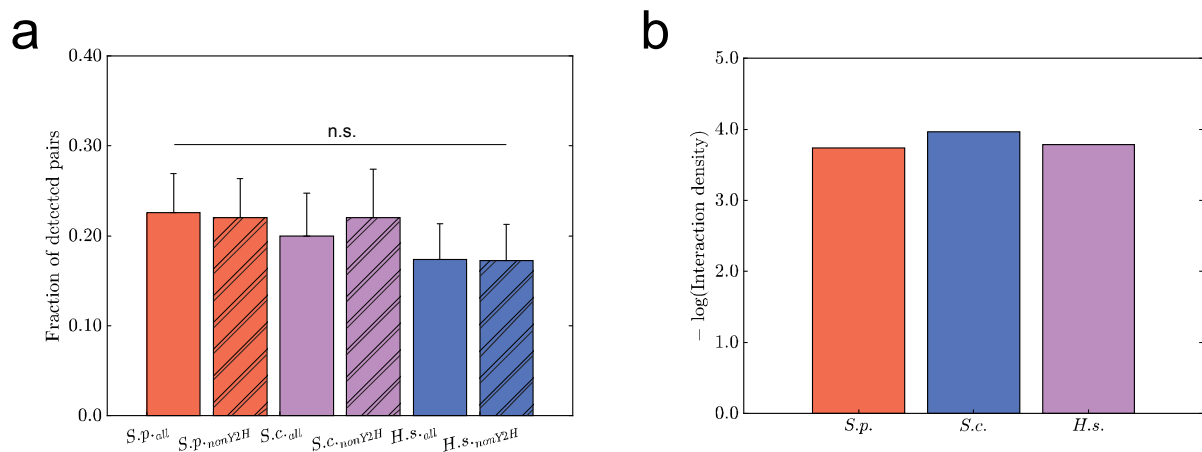 a
0.40
0.30
0.20
0.10
0.0
Fraction of detected pairs
n.s.
S.p.all
S.p.nonY2H
S.c.all
S.c.nonY2H
H.s.all
H.s.nonY2H
b
5.0
4.0
3.0
2.0
1.0
0.0
− log(Interaction density)
S.p.
S.c.
H.s.